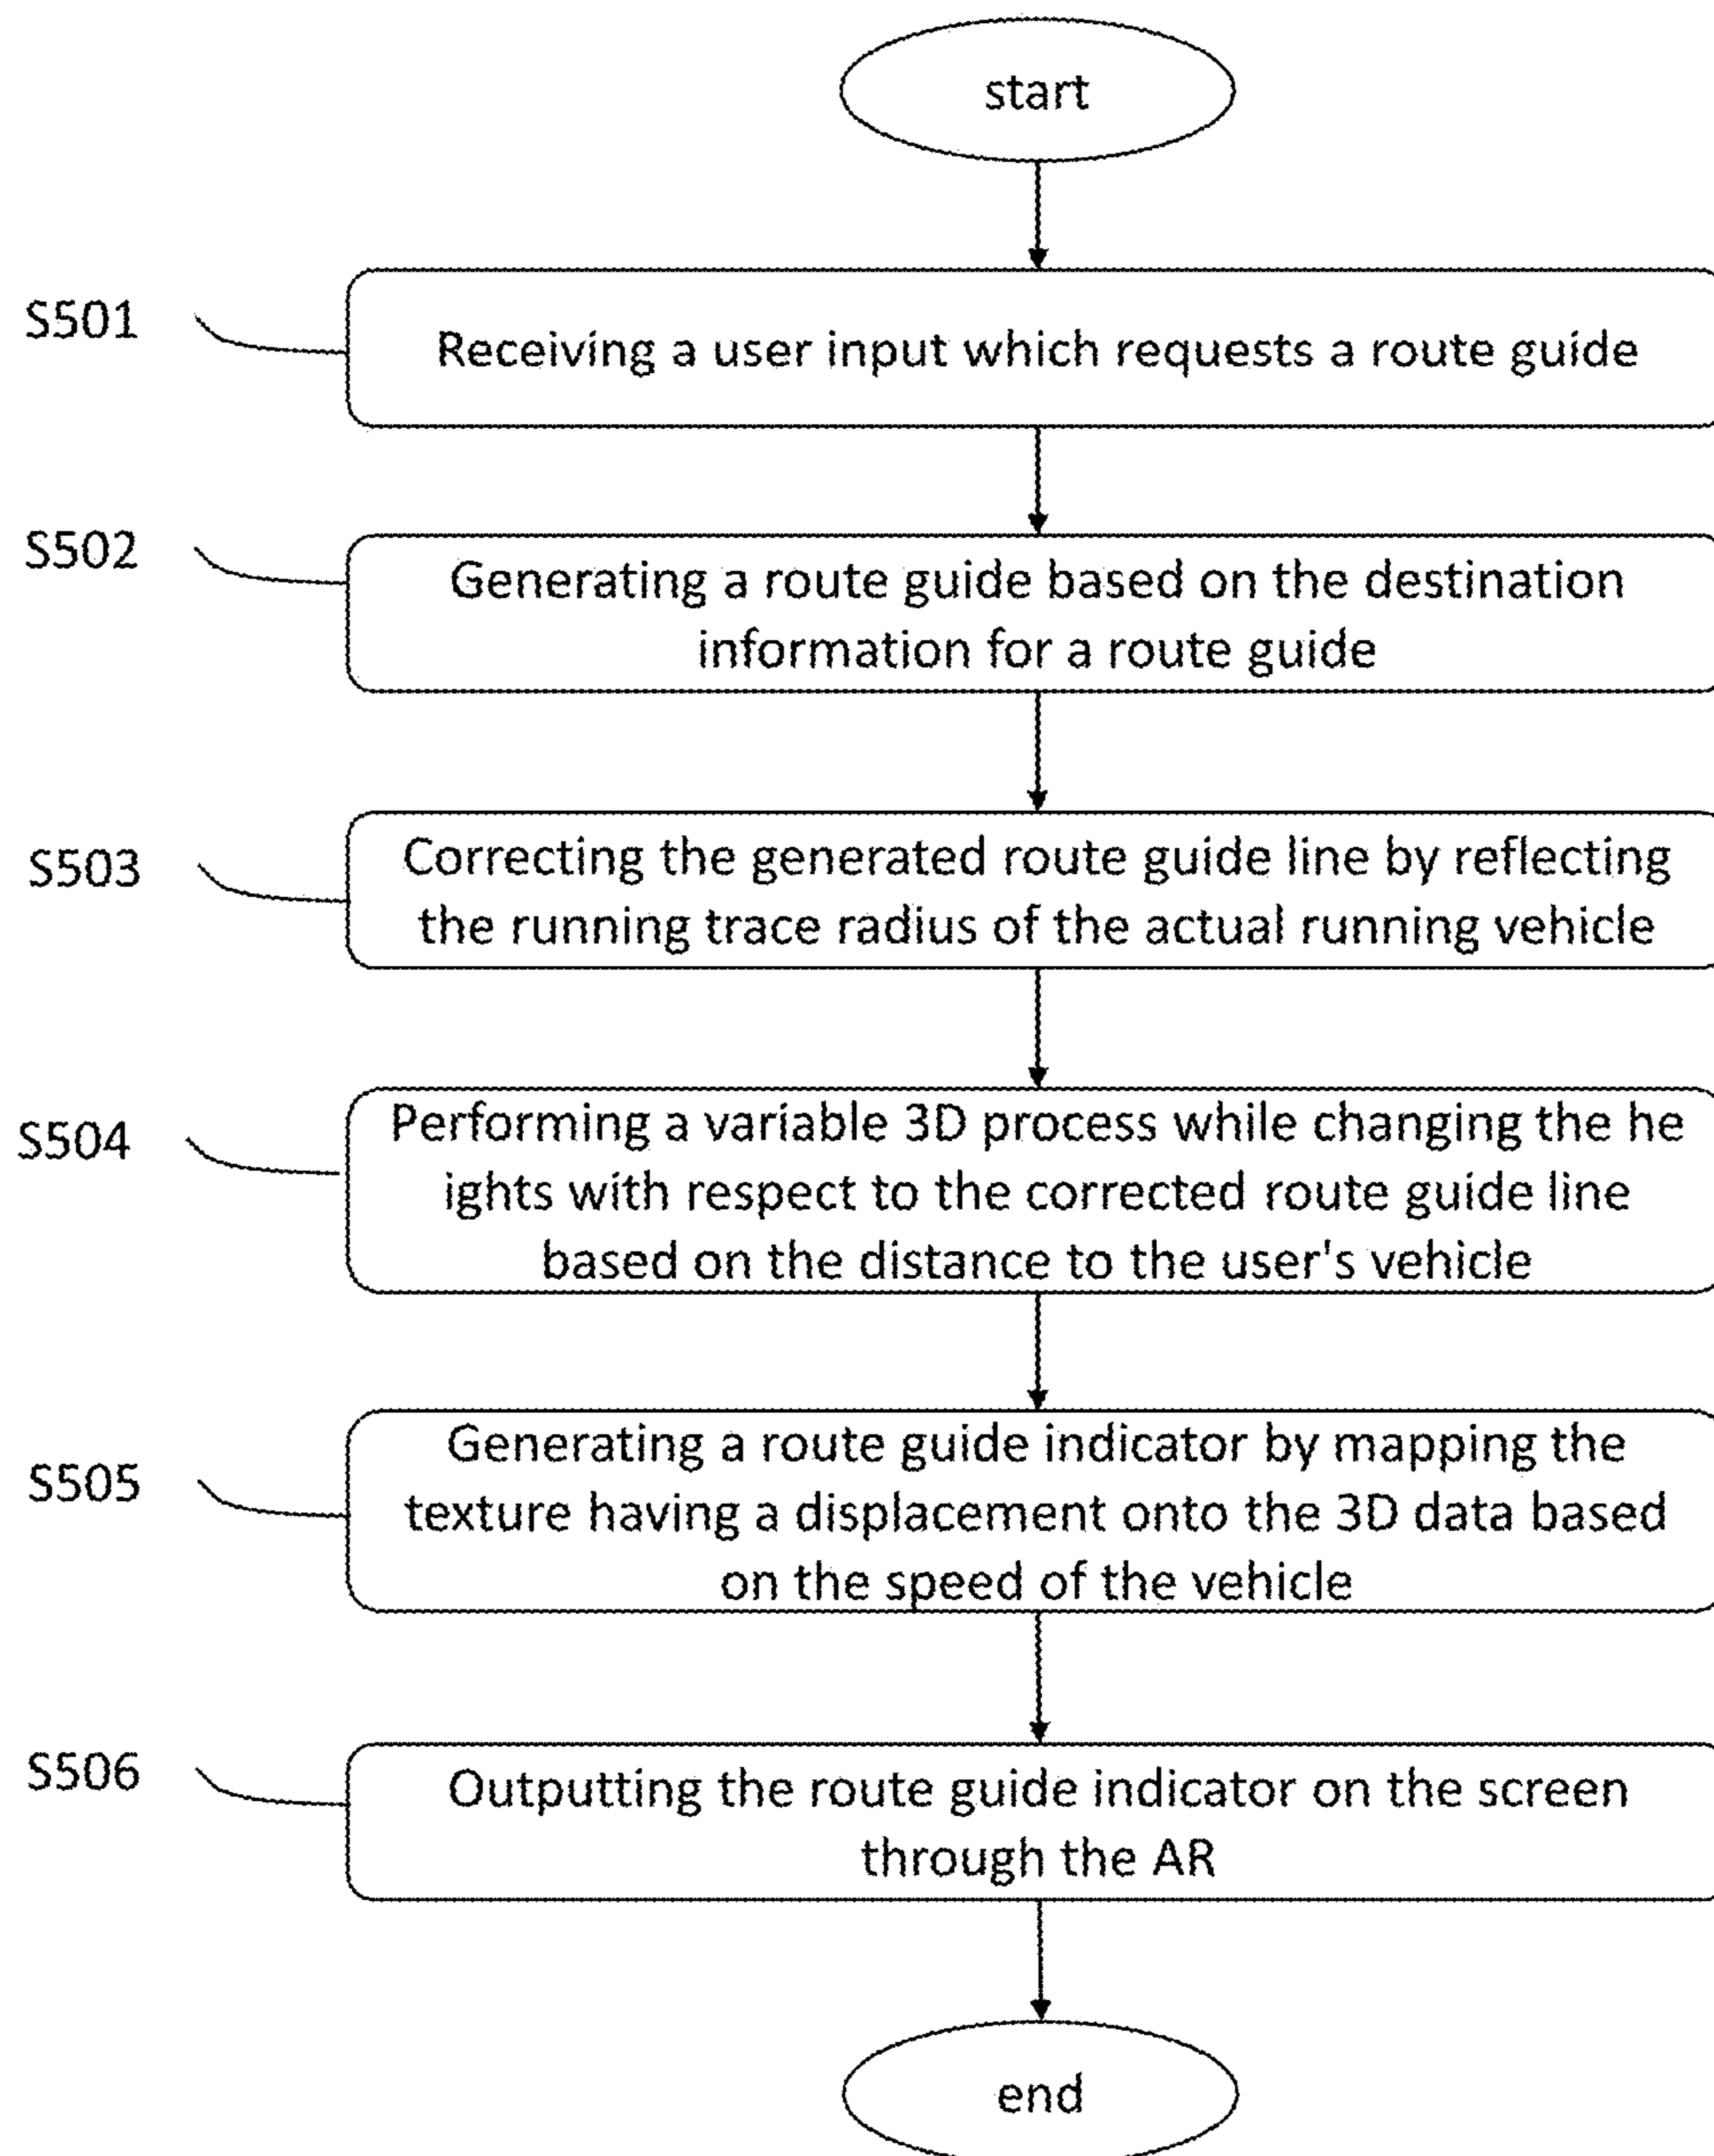 start
S501
Receiving a user input which requests a route guide
S502
Generating a route guide based on the destination
information for a route guide
S503
Correcting the generated route guide line by reflecting
the running trace radius of the actual running vehicle
S504
Performing a variable 3D process while changing the he
ights with respect to the corrected route guide line
based on the distance to the user's vehicle
S505
Generating a route guide indicator by mapping the
texture having a displacement onto the 3D data based
on the speed of the vehicle
S506
Outputting the route guide indicator on the screen
through the AR
end